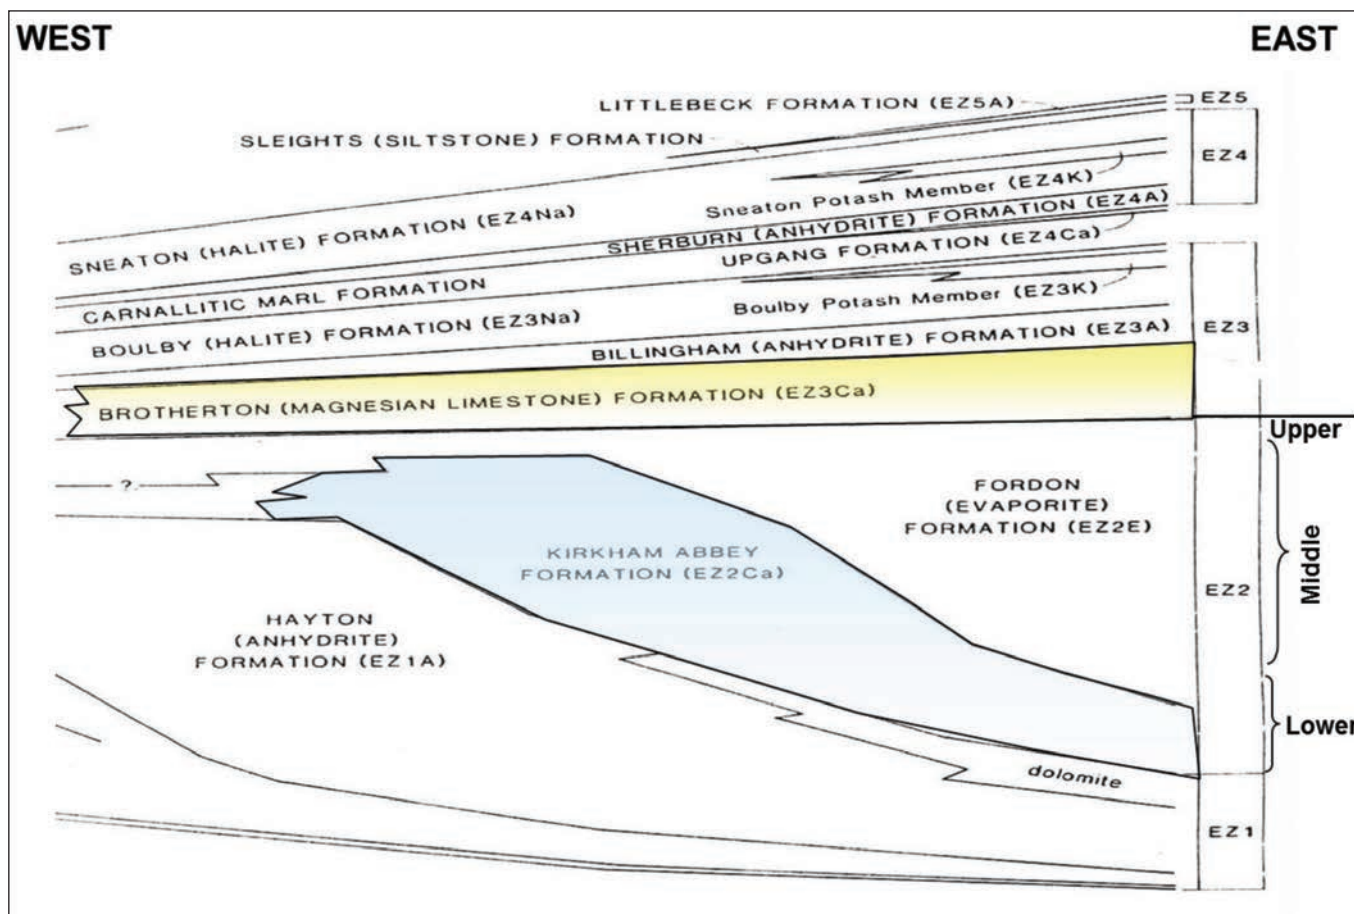 WEST
EAST
LITTLEBECK FORMATION (EZ5A)
EZ5
SLEIGHTS (SILTSTONE) FORMATION
EZ4
Sneaton Potash Member (EZ4K)
SNEATON (HALITE) FORMATION (EZ4Na)
SHERBURN (ANHYDRITE) FORMATION (EZ4A)
UPGANG FORMATION (EZ4Ca)
CARNALLITIC MARL FORMATION
Boulby Potash Member (EZ3K)
BOULBY (HALITE) FORMATION (EZ3Na)
EZ3
BILLINGHAM (ANHYDRITE) FORMATION (EZ3A)
BROTHERTON (MAGNESIAN LIMESTONE) FORMATION (EZ3Ca)
Upper
?
FORDON
(EVAPORITE)
FORMATION (EZ2E)
Middle
KIRKHAM ABBEY
FORMATION (EZ2Ca)
EZ2
HAYTON
(ANHYDRITE)
FORMATION (EZ1A)
Lower
dolomite
EZ1